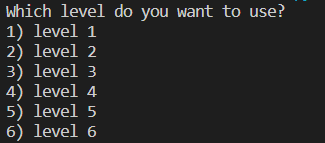 Which level do you want to use?
1) level 1
2) level 2
3) level 3
4) level 4
5) level 5
6) level 6